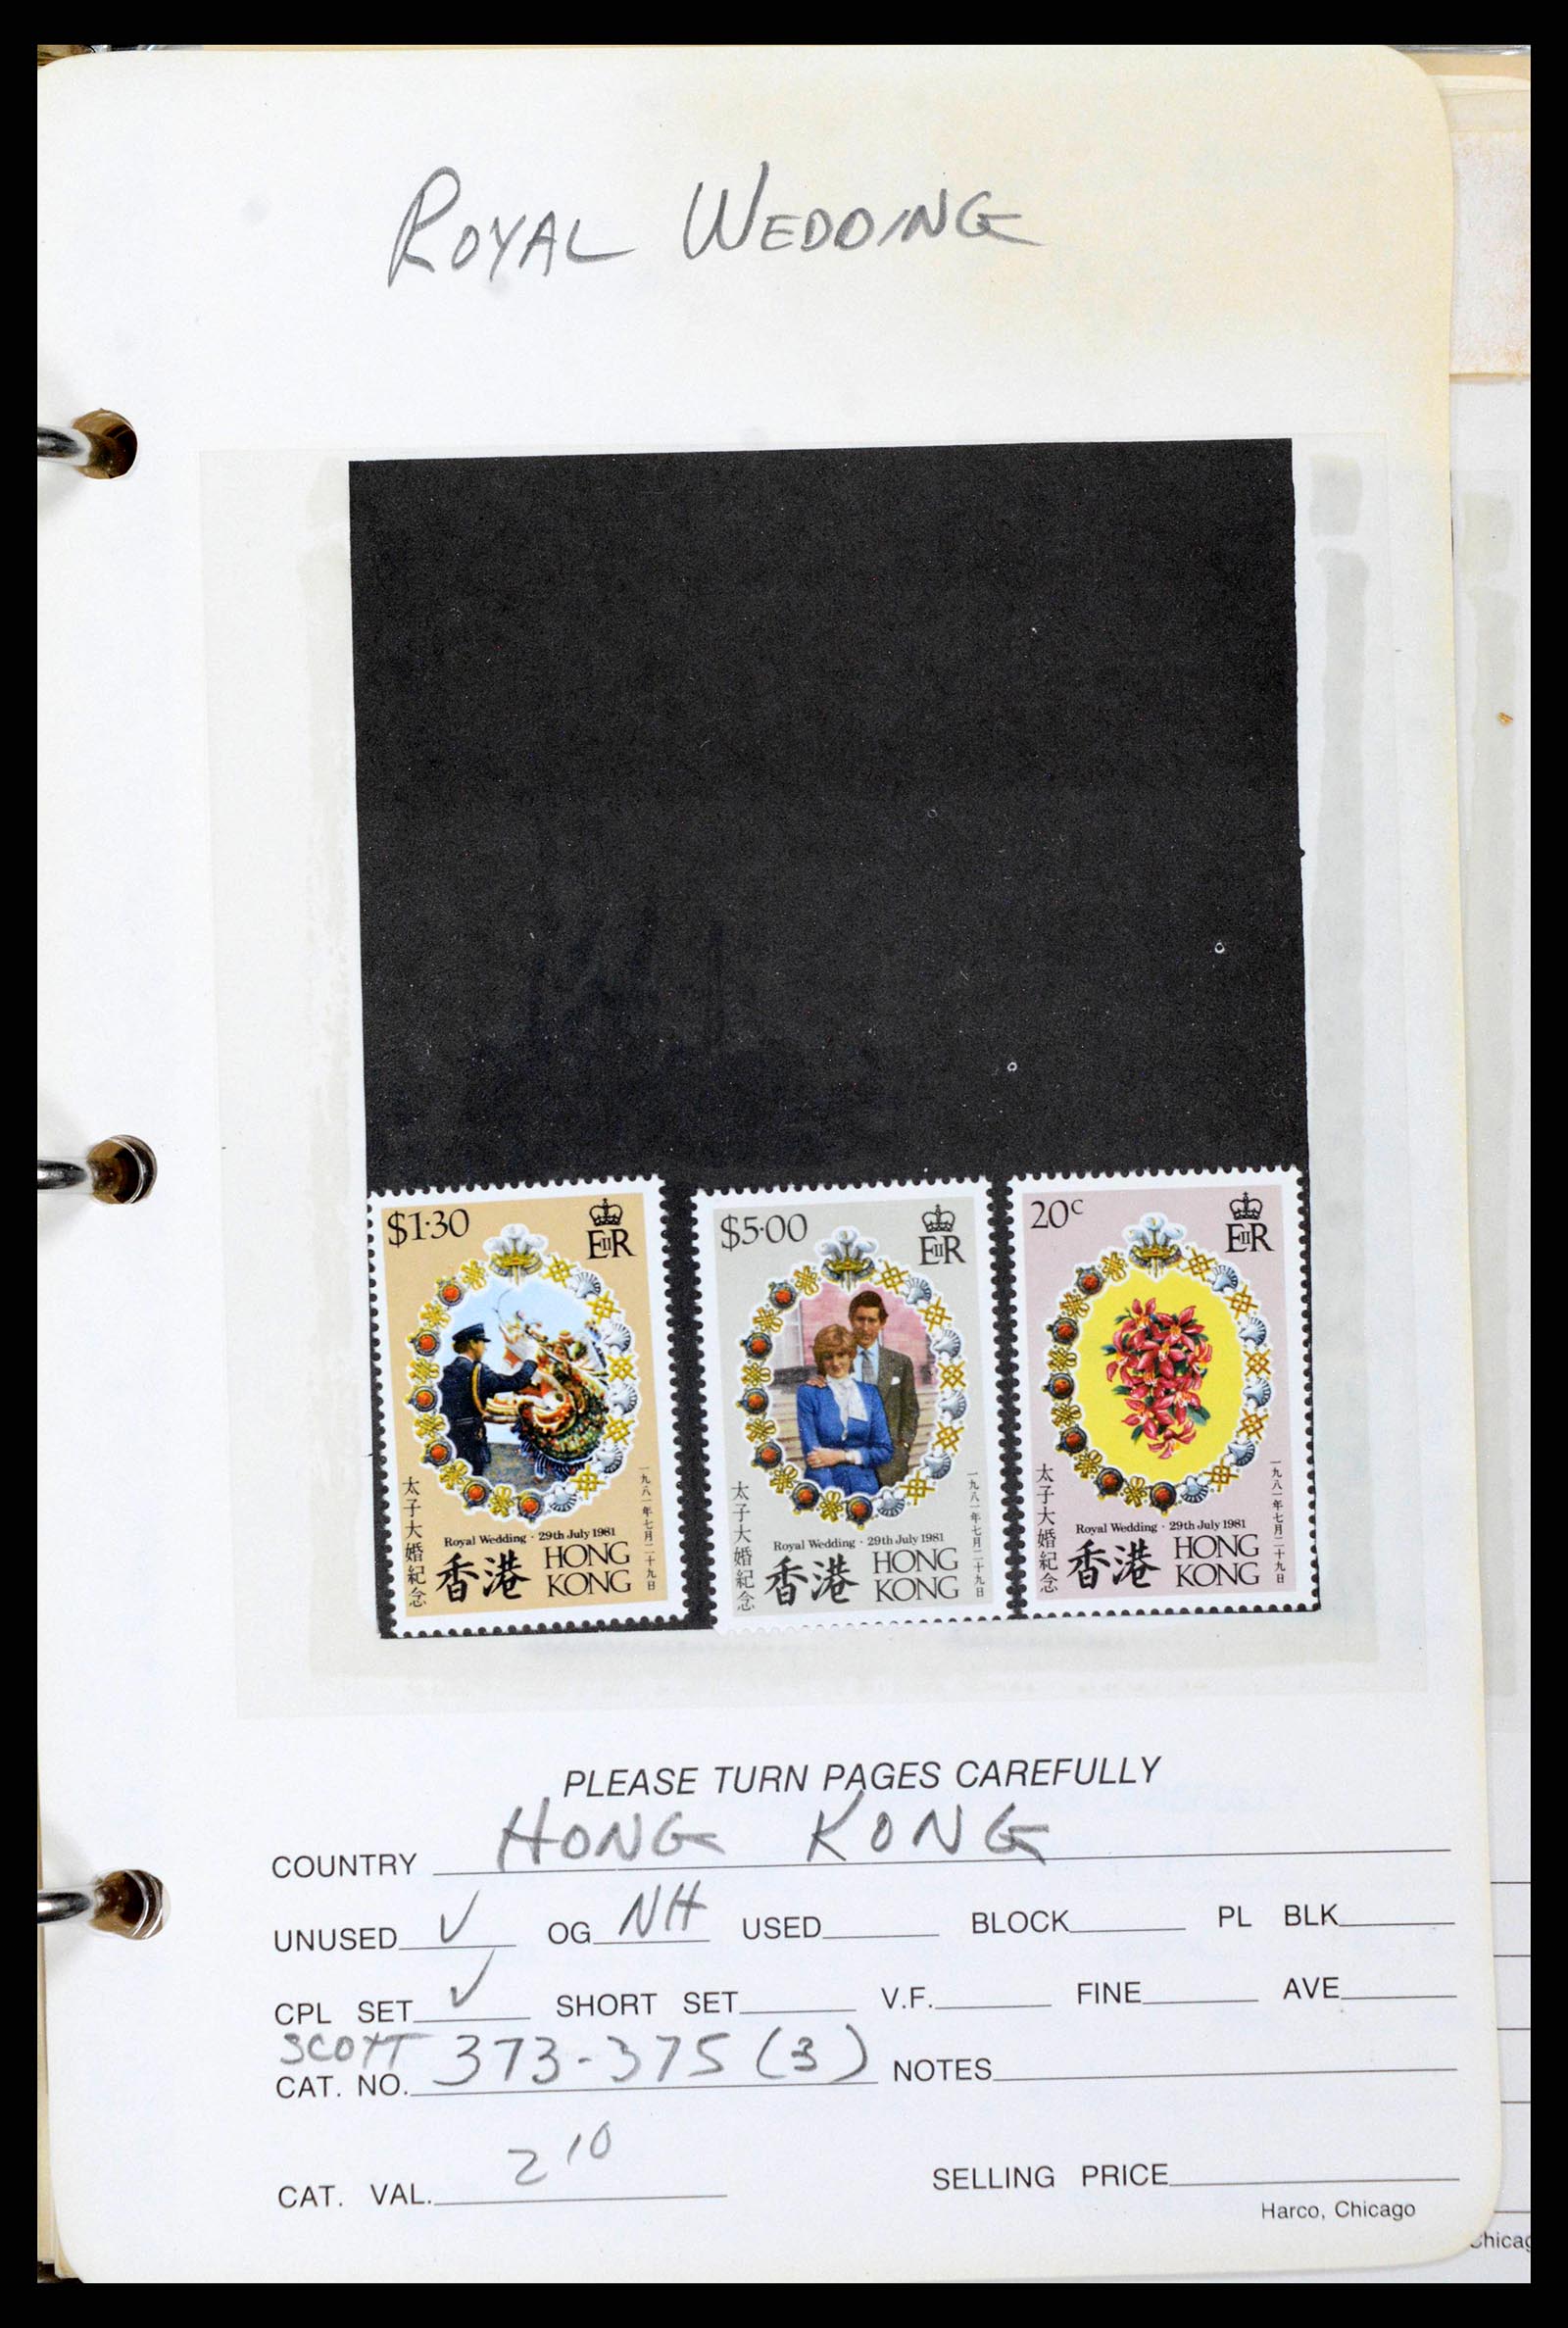 ROYAL WEDDING
$1·30
EIIR
太子大婚紀念
一九八一年七月二十九日
Royal Wedding · 29th July 1981
香港 HONG KONG
$5·00
EIIR
太子大婚紀念
一九八一年七月二十九日
Royal Wedding · 29th July 1981
香港 HONG KONG
20c
EIIR
太子大婚紀念
一九八一年七月二十九日
Royal Wedding · 29th July 1981
香港 HONG KONG
PLEASE TURN PAGES CAREFULLY
COUNTRY HONG KONG
UNUSED ✓ OG NH USED BLOCK PL BLK
CPL SET ✓ SHORT SET V.F. FINE AVE
SCOTT
CAT. NO. 373-375 (3) NOTES
CAT. VAL. 2 10 SELLING PRICE
Harco, Chicago